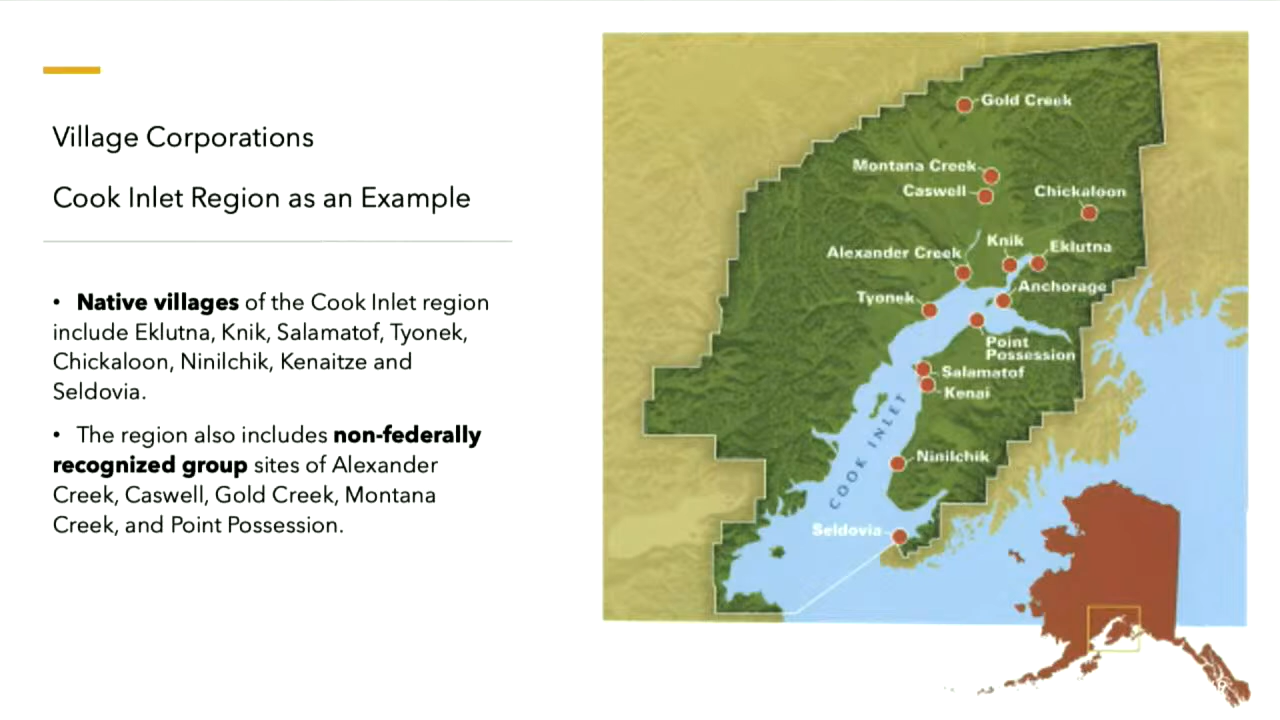 Village Corporations
Cook Inlet Region as an Example
• Native villages of the Cook Inlet region
include Eklutna, Knik, Salamatof, Tyonek,
Chickaloon, Ninilchik, Kenaitze and
Seldovia.
• The region also includes non-federally
recognized group sites of Alexander
Creek, Caswell, Gold Creek, Montana
Creek, and Point Possession.
Gold Creek
Montana Creek
Caswell
Chickaloon
Knik
Eklutna
Alexander Creek
Anchorage
Tyonek
Point
Possession
Salamatof
Kenai
COOK INLET
Ninilchik
Seldovia